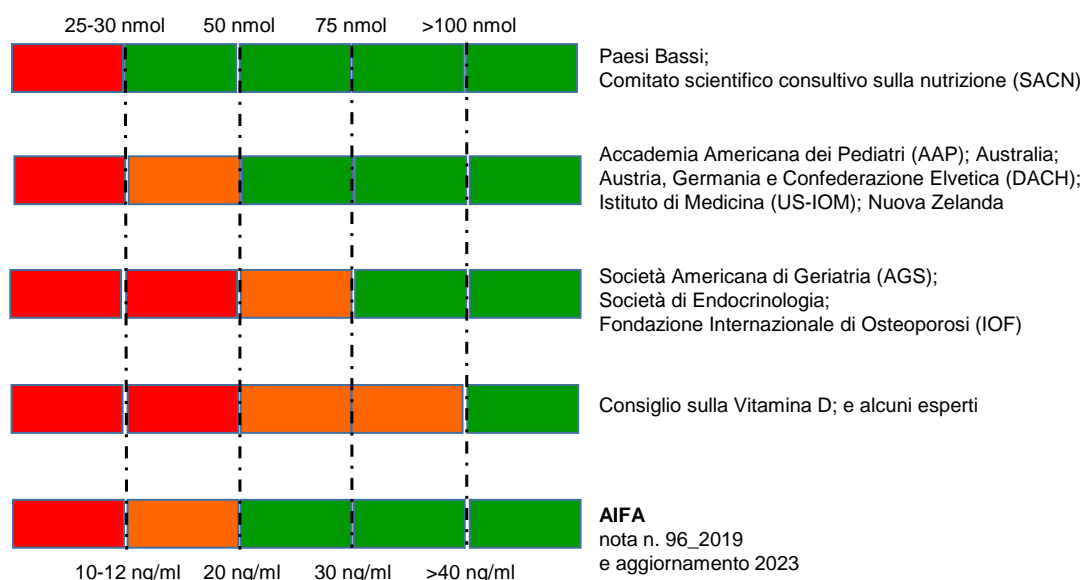 25-30 nmol 50 nmol 75 nmol >100 nmol
Paesi Bassi;
Comitato scientifico consultivo sulla nutrizione (SACN)
Accademia Americana dei Pediatri (AAP); Australia;
Austria, Germania e Confederazione Elvetica (DACH);
Istituto di Medicina (US-IOM); Nuova Zelanda
Società Americana di Geriatria (AGS);
Società di Endocrinologia;
Fondazione Internazionale di Osteoporosi (IOF)
Consiglio sulla Vitamina D; e alcuni esperti
AIFA
nota n. 96_2019
e aggiornamento 2023
10-12 ng/ml 20 ng/ml 30 ng/ml >40 ng/ml